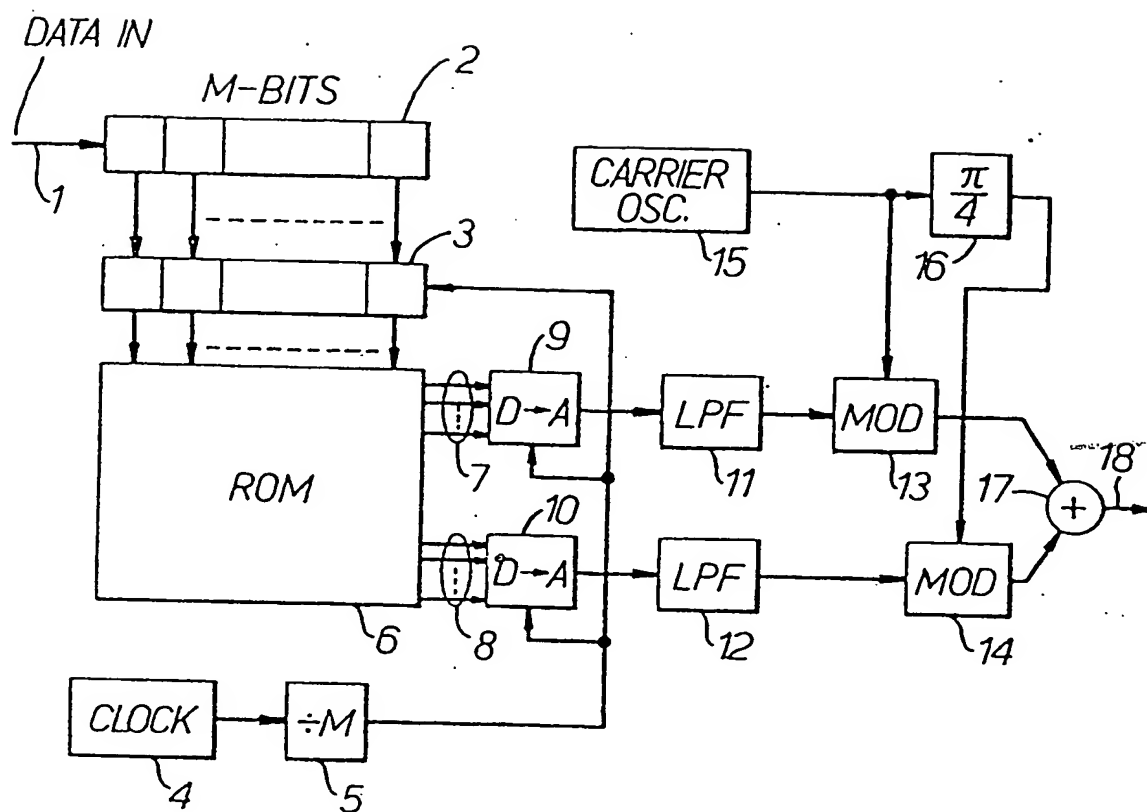 DATA IN
M-BITS
2
1
3
CARRIER
OSC.
15
π/4
16
ROM
6
7
8
9
D→A
10
D→A
LPF
11
LPF
12
MOD
13
MOD
14
17
+
18
CLOCK
4
÷M
5